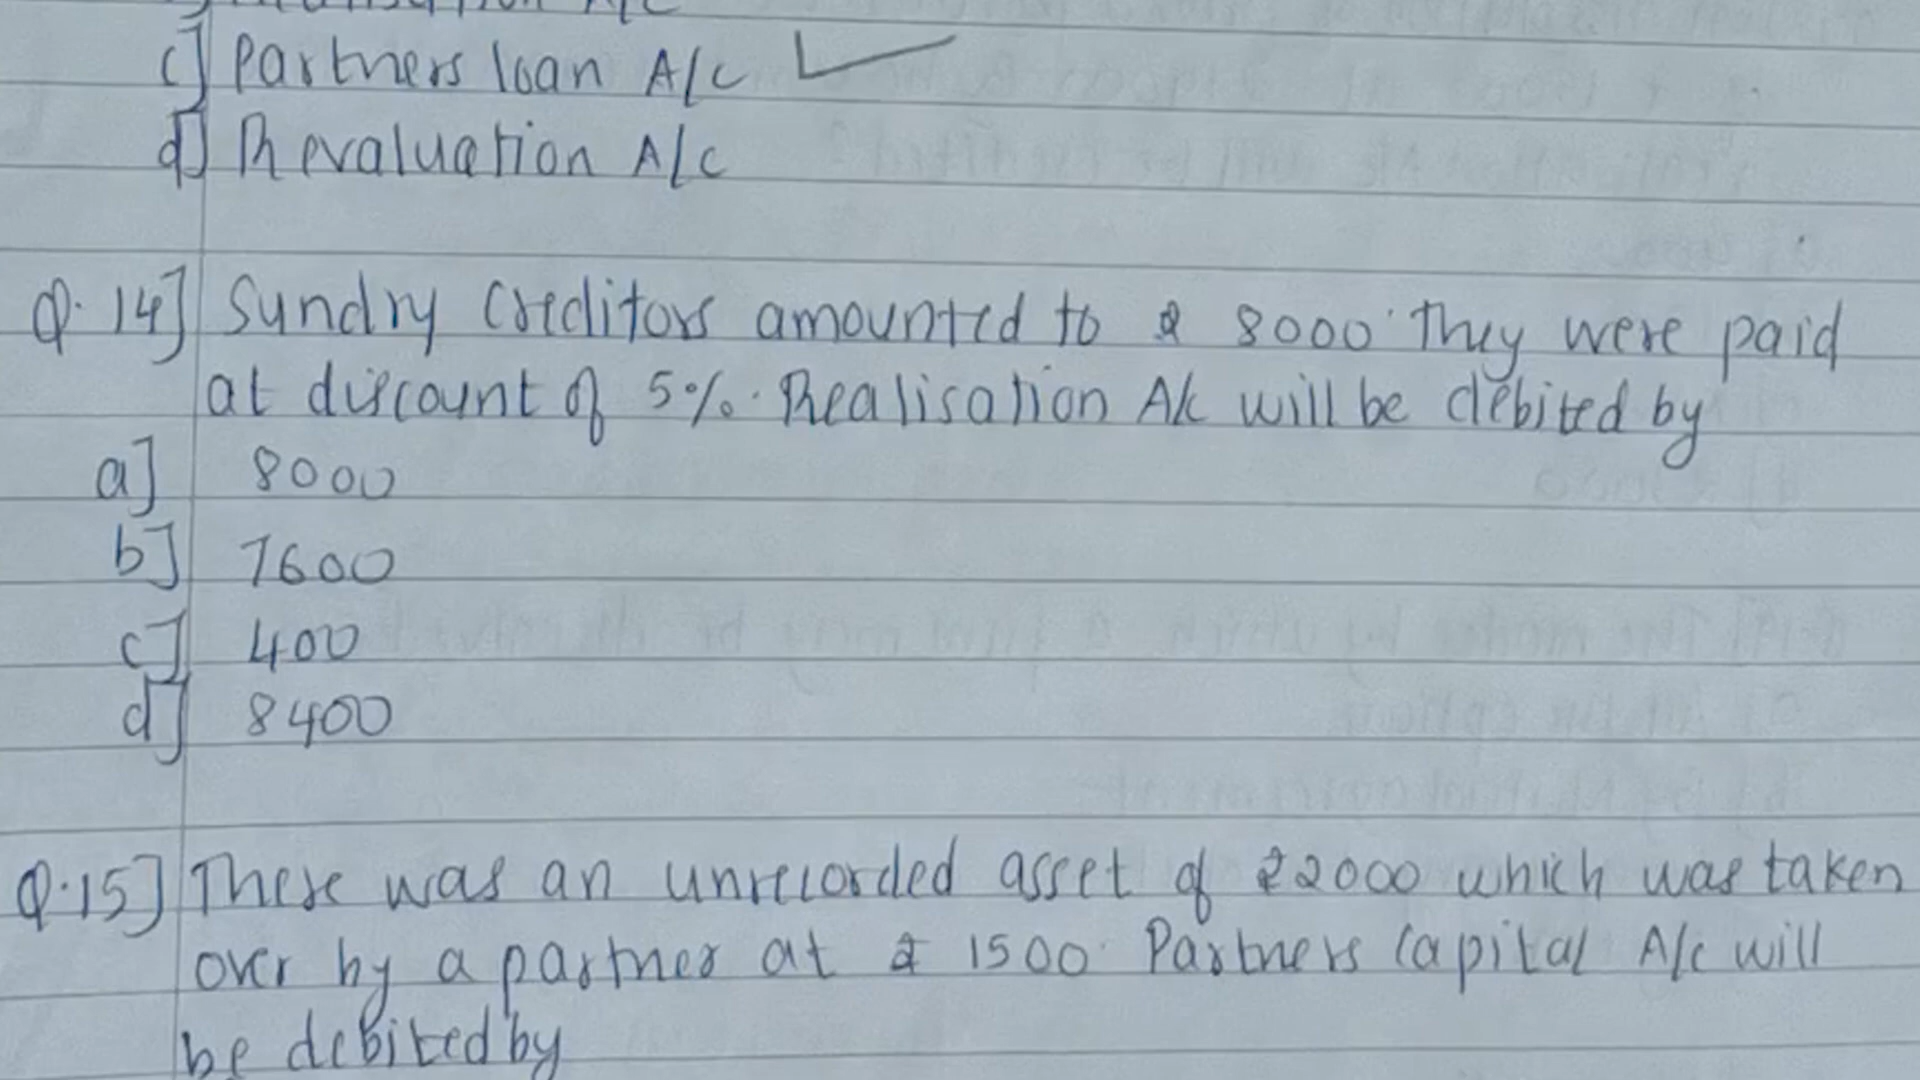 c] Partners loan A/c
d] Revaluation A/c
Q.14] Sundry Creditors amounted to ₹ 8000. They were paid
at discount of 5%. Realisation A/c will be debited by
a] 8000
b] 7600
c] 400
d] 8400
Q.15] There was an unrecorded asset of ₹2000 which was taken
over by a partner at ₹ 1500. Partners Capital A/c will
be debited by